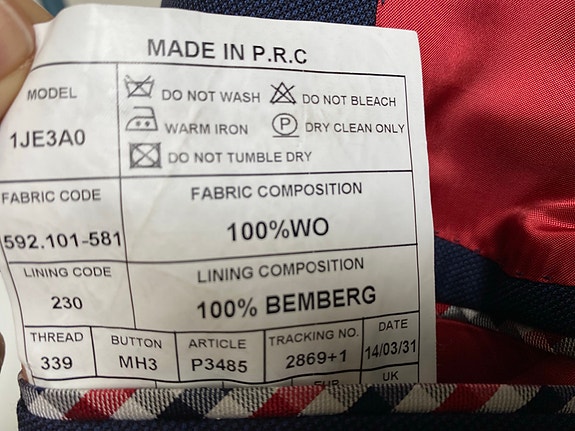 MADE IN P.R.C
MODEL
1JE3A0
DO NOT WASH
DO NOT BLEACH
WARM IRON
P
DRY CLEAN ONLY
DO NOT TUMBLE DRY
FABRIC CODE
592.101-581
FABRIC COMPOSITION
100%WO
LINING CODE
230
LINING COMPOSITION
100% BEMBERG
THREAD
339
BUTTON
MH3
ARTICLE
P3485
TRACKING NO.
2869+1
DATE
14/03/31
UK